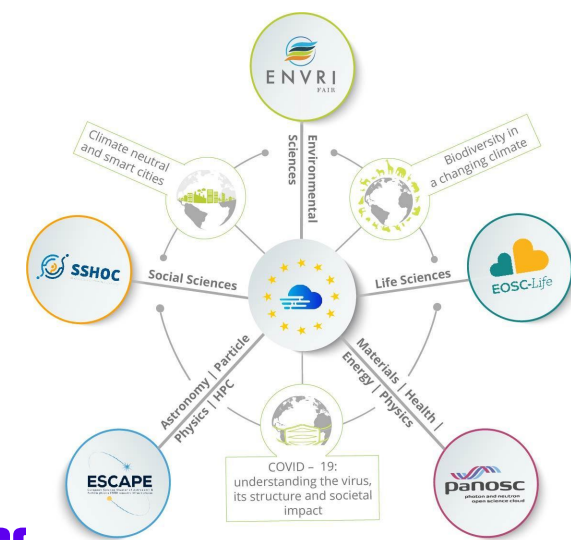 ENVRI
FAIR
Climate neutral
and smart cities
Environmental
Sciences
Biodiversity in
a changing climate
SSHOC
Social Sciences
Life Sciences
EOSC-Life
Astronomy | Particle
Physics | HPC
Materials | Health |
Energy | Physics
ESCAPE
COVID – 19:
understanding the virus,
its structure and societal
impact
panosc
photon and neutron
open science cloud